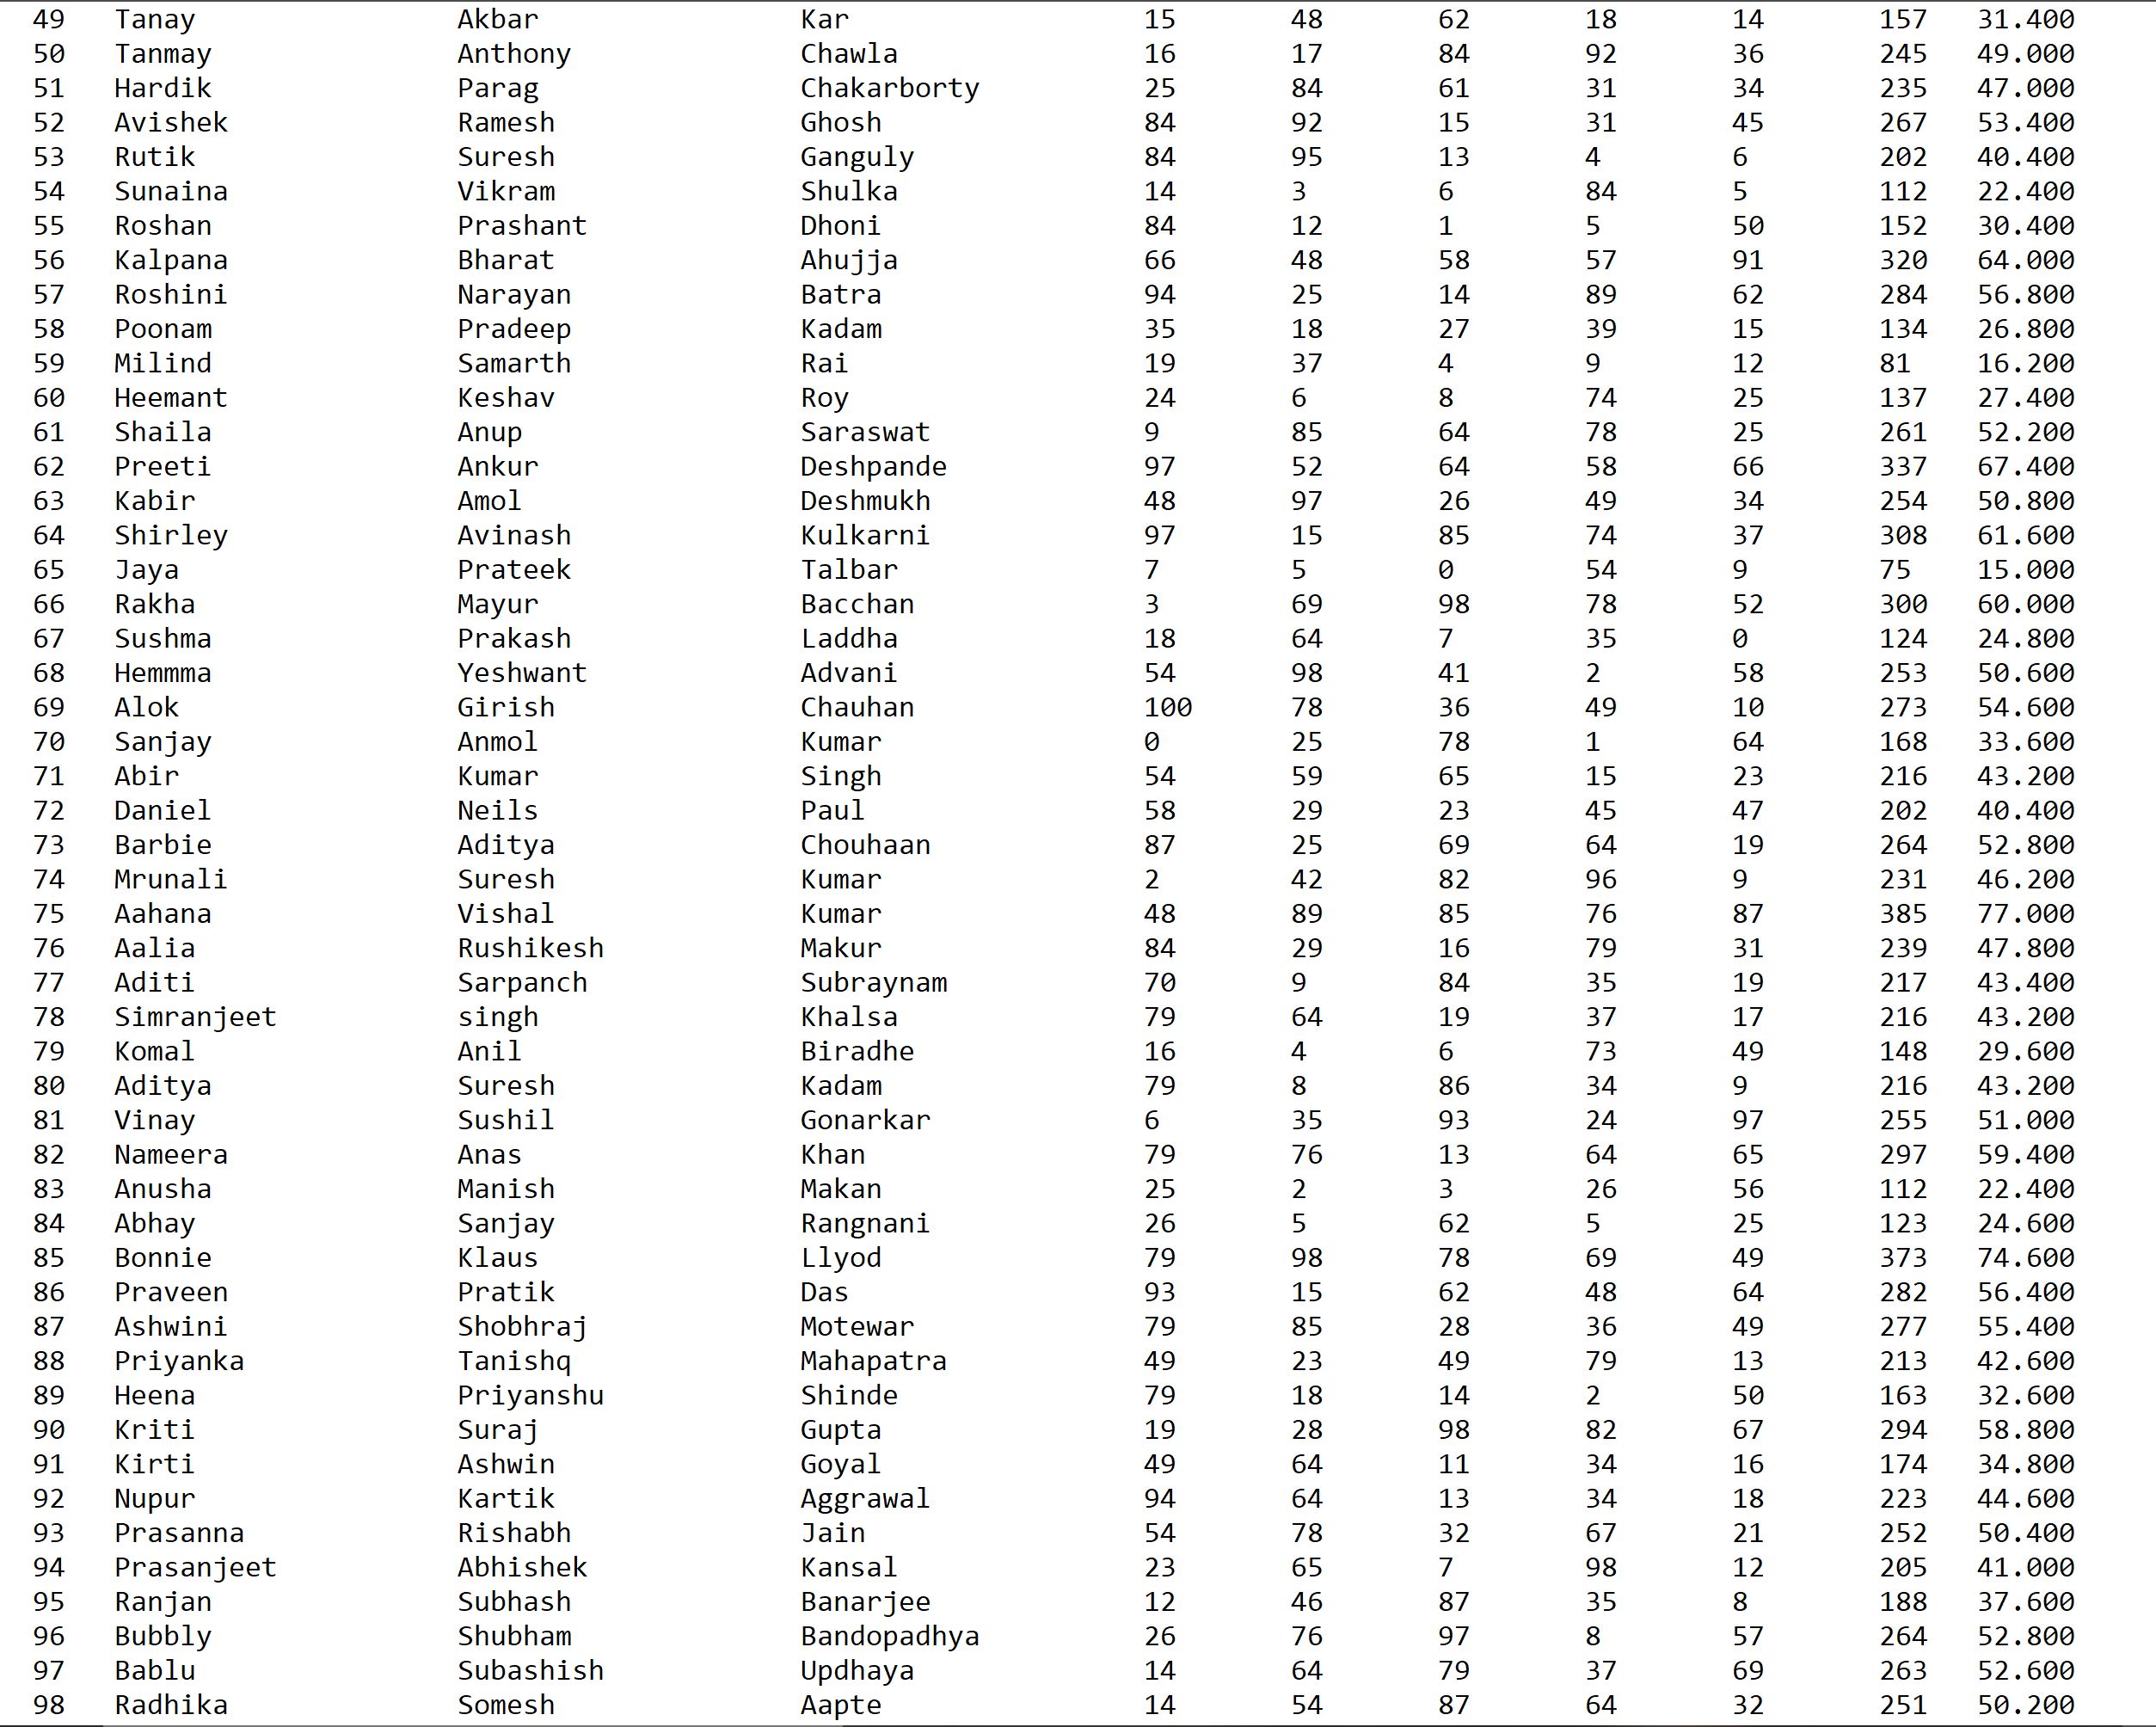 49 Tanay Akbar Kar 15 48 62 18 14 157 31.400
50 Tanmay Anthony Chawla 16 17 84 92 36 245 49.000
51 Hardik Parag Chakarborty 25 84 61 31 34 235 47.000
52 Avishek Ramesh Ghosh 84 92 15 31 45 267 53.400
53 Rutik Suresh Ganguly 84 95 13 4 6 202 40.400
54 Sunaina Vikram Shulka 14 3 6 84 5 112 22.400
55 Roshan Prashant Dhoni 84 12 1 5 50 152 30.400
56 Kalpana Bharat Ahujja 66 48 58 57 91 320 64.000
57 Roshini Narayan Batra 94 25 14 89 62 284 56.800
58 Poonam Pradeep Kadam 35 18 27 39 15 134 26.800
59 Milind Samarth Rai 19 37 4 9 12 81 16.200
60 Heemant Keshav Roy 24 6 8 74 25 137 27.400
61 Shaila Anup Saraswat 9 85 64 78 25 261 52.200
62 Preeti Ankur Deshpande 97 52 64 58 66 337 67.400
63 Kabir Amol Deshmukh 48 97 26 49 34 254 50.800
64 Shirley Avinash Kulkarni 97 15 85 74 37 308 61.600
65 Jaya Prateek Talbar 7 5 0 54 9 75 15.000
66 Rakha Mayur Bacchan 3 69 98 78 52 300 60.000
67 Sushma Prakash Laddha 18 64 7 35 0 124 24.800
68 Hemmma Yeshwant Advani 54 98 41 2 58 253 50.600
69 Alok Girish Chauhan 100 78 36 49 10 273 54.600
70 Sanjay Anmol Kumar 0 25 78 1 64 168 33.600
71 Abir Kumar Singh 54 59 65 15 23 216 43.200
72 Daniel Neils Paul 58 29 23 45 47 202 40.400
73 Barbie Aditya Chouhaan 87 25 69 64 19 264 52.800
74 Mrunali Suresh Kumar 2 42 82 96 9 231 46.200
75 Aahana Vishal Kumar 48 89 85 76 87 385 77.000
76 Aalia Rushikesh Makur 84 29 16 79 31 239 47.800
77 Aditi Sarpanch Subraynam 70 9 84 35 19 217 43.400
78 Simranjeet singh Khalsa 79 64 19 37 17 216 43.200
79 Komal Anil Biradhe 16 4 6 73 49 148 29.600
80 Aditya Suresh Kadam 79 8 86 34 9 216 43.200
81 Vinay Sushil Gonarkar 6 35 93 24 97 255 51.000
82 Nameera Anas Khan 79 76 13 64 65 297 59.400
83 Anusha Manish Makan 25 2 3 26 56 112 22.400
84 Abhay Sanjay Rangnani 26 5 62 5 25 123 24.600
85 Bonnie Klaus Llyod 79 98 78 69 49 373 74.600
86 Praveen Pratik Das 93 15 62 48 64 282 56.400
87 Ashwini Shobhraj Motewar 79 85 28 36 49 277 55.400
88 Priyanka Tanishq Mahapatra 49 23 49 79 13 213 42.600
89 Heena Priyanshu Shinde 79 18 14 2 50 163 32.600
90 Kriti Suraj Gupta 19 28 98 82 67 294 58.800
91 Kirti Ashwin Goyal 49 64 11 34 16 174 34.800
92 Nupur Kartik Aggrawal 94 64 13 34 18 223 44.600
93 Prasanna Rishabh Jain 54 78 32 67 21 252 50.400
94 Prasanjeet Abhishek Kansal 23 65 7 98 12 205 41.000
95 Ranjan Subhash Banarjee 12 46 87 35 8 188 37.600
96 Bubbly Shubham Bandopadhya 26 76 97 8 57 264 52.800
97 Bablu Subashish Updhaya 14 64 79 37 69 263 52.600
98 Radhika Somesh Aapte 14 54 87 64 32 251 50.200